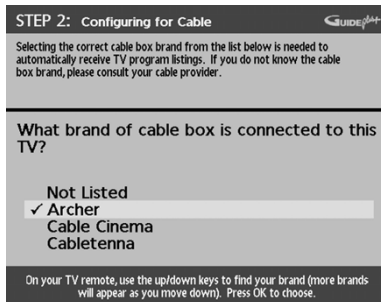 STEP 2: Configuring for Cable GUIDE plus+
Selecting the correct cable box brand from the list below is needed to
automatically receive TV program listings. If you do not know the cable
box brand, please consult your cable provider.
What brand of cable box is connected to this
TV?
Not Listed
✓ Archer
Cable Cinema
Cabletenna
On your TV remote, use the up/down keys to find your brand (more brands
will appear as you move down). Press OK to choose.